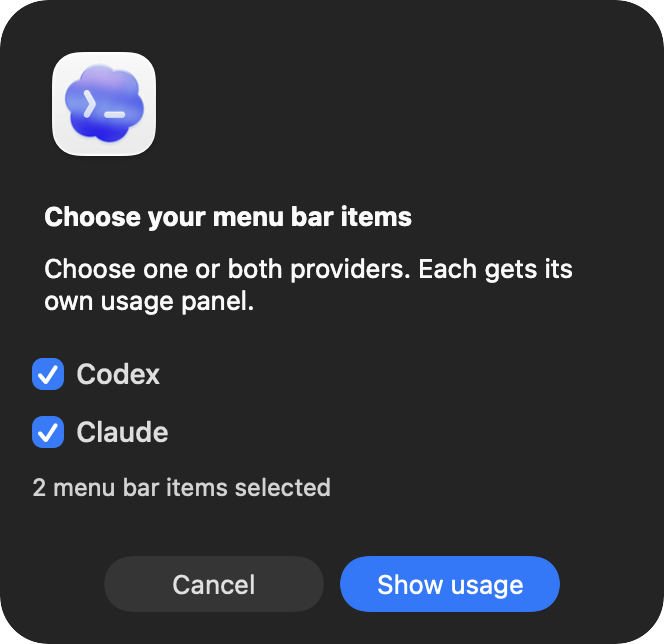 Choose your menu bar items
Choose one or both providers. Each gets its
own usage panel.
Codex
Claude
2 menu bar items selected
Cancel
Show usage